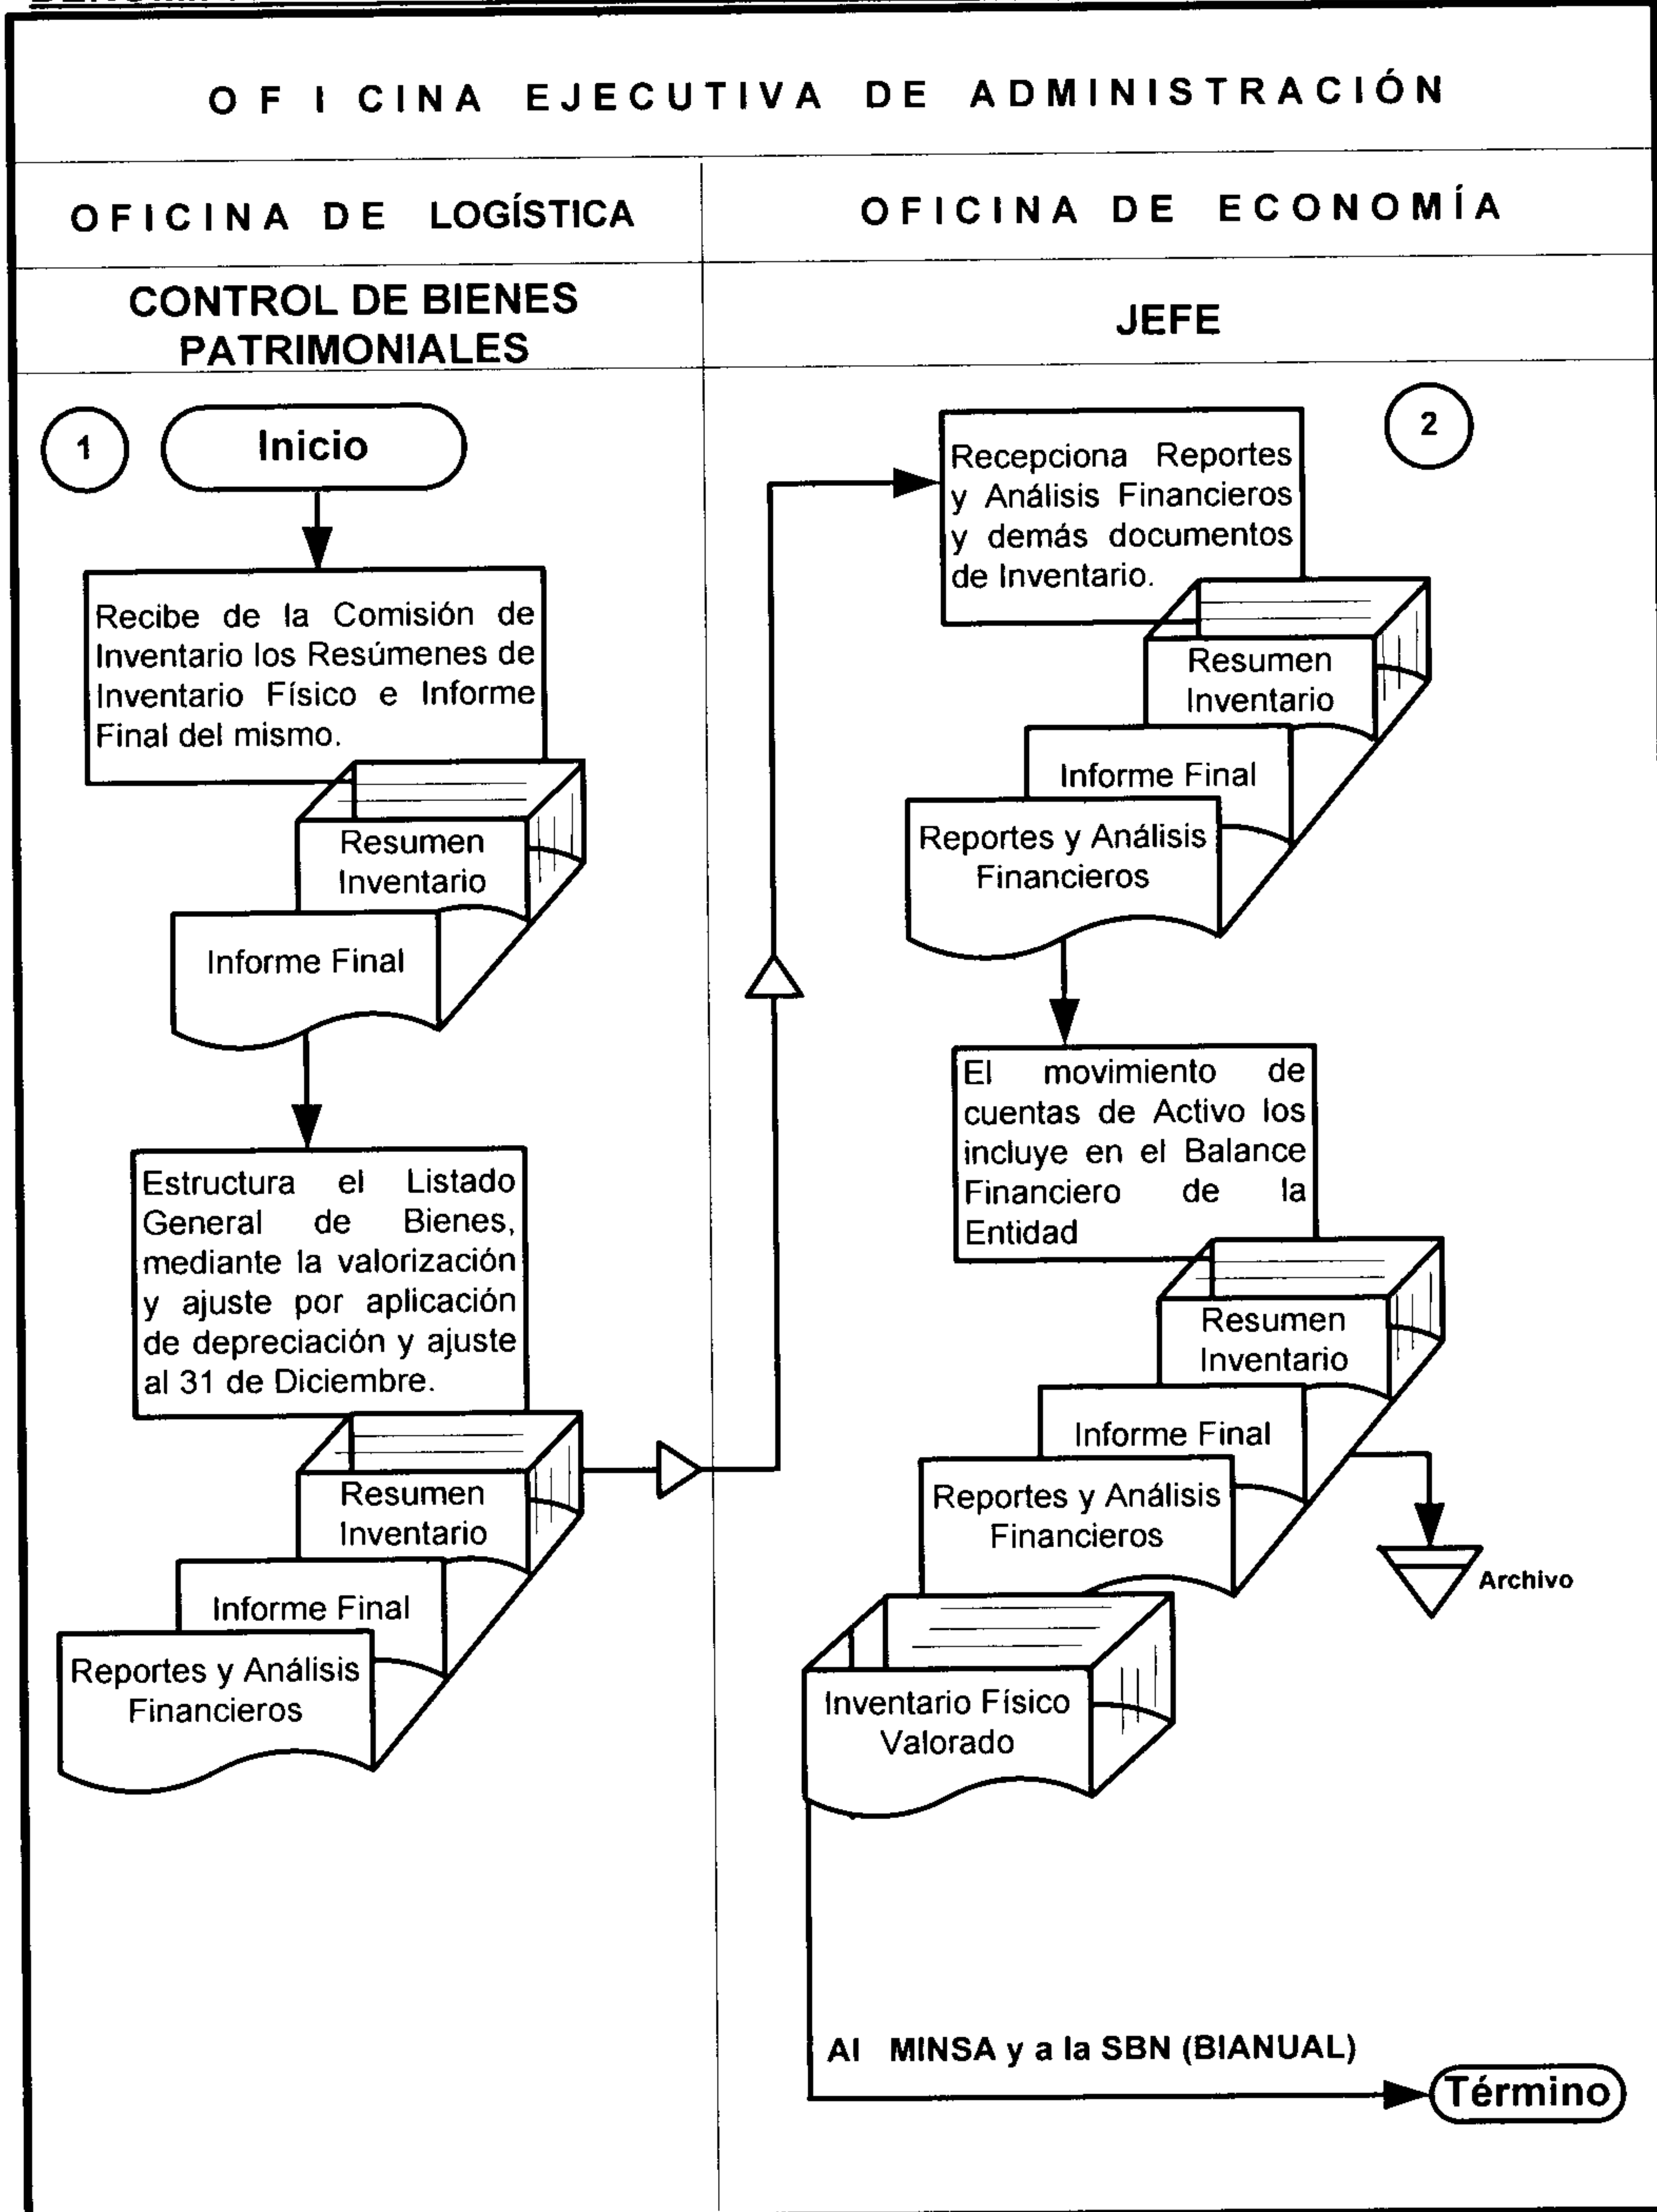 OFICINA EJECUTIVA DE ADMINISTRACIÓN
OFICINA DE LOGÍSTICA
OFICINA DE ECONOMÍA
CONTROL DE BIENES
PATRIMONIALES
JEFE
1
Inicio
Recibe de la Comisión de
Inventario los Resúmenes de
Inventario Físico e Informe
Final del mismo.
Resumen
Inventario
Informe Final
Estructura el Listado
General de Bienes,
mediante la valorización
y ajuste por aplicación
de depreciación y ajuste
al 31 de Diciembre.
Resumen
Inventario
Informe Final
Reportes y Análisis
Financieros
2
Recepciona Reportes
y Análisis Financieros
y demás documentos
de Inventario.
Resumen
Inventario
Informe Final
Reportes y Análisis
Financieros
El movimiento de
cuentas de Activo los
incluye en el Balance
Financiero de la
Entidad
Resumen
Inventario
Informe Final
Reportes y Análisis
Financieros
Archivo
Inventario Físico
Valorado
Al MINSA y a la SBN (BIANUAL)
Término